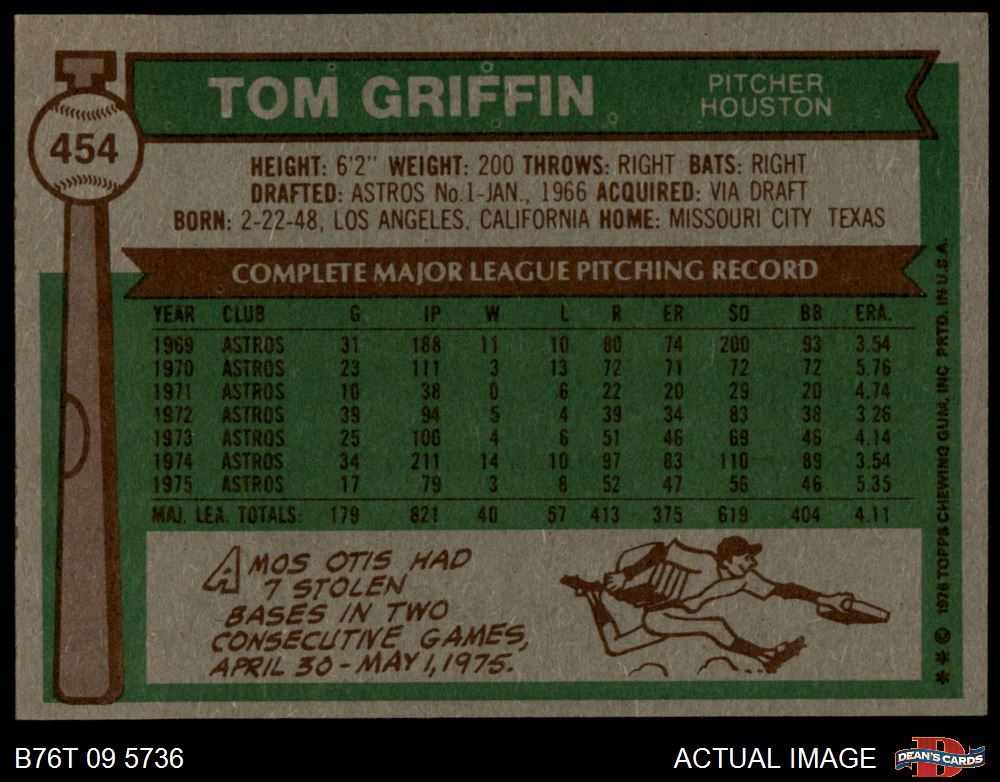 454
TOM GRIFFIN
PITCHER
HOUSTON
HEIGHT: 6'2" WEIGHT: 200 THROWS: RIGHT BATS: RIGHT
DRAFTED: ASTROS No.1-JAN., 1966 ACQUIRED: VIA DRAFT
BORN: 2-22-48, LOS ANGELES, CALIFORNIA HOME: MISSOURI CITY TEXAS
COMPLETE MAJOR LEAGUE PITCHING RECORD
YEAR CLUB G IP W L R ER SO BB ERA.
1969 ASTROS 31 188 11 10 80 74 200 93 3.54
1970 ASTROS 23 111 3 13 72 71 72 72 5.76
1971 ASTROS 10 38 0 6 22 20 29 20 4.74
1972 ASTROS 39 94 5 4 39 34 83 38 3.26
1973 ASTROS 25 100 4 6 51 46 69 46 4.14
1974 ASTROS 34 211 14 10 97 83 110 89 3.54
1975 ASTROS 17 79 3 8 52 47 56 46 5.35
MAJ. LEA. TOTALS: 179 821 40 57 413 375 619 404 4.11
AMOS OTIS HAD
7 STOLEN
BASES IN TWO
CONSECUTIVE GAMES,
APRIL 30-MAY 1, 1975.
** © 1976 TOPPS CHEWING GUM, INC PRTD. IN U.S.A.
B76T 09 5736
ACTUAL IMAGE
D
DEAN'S CARDS